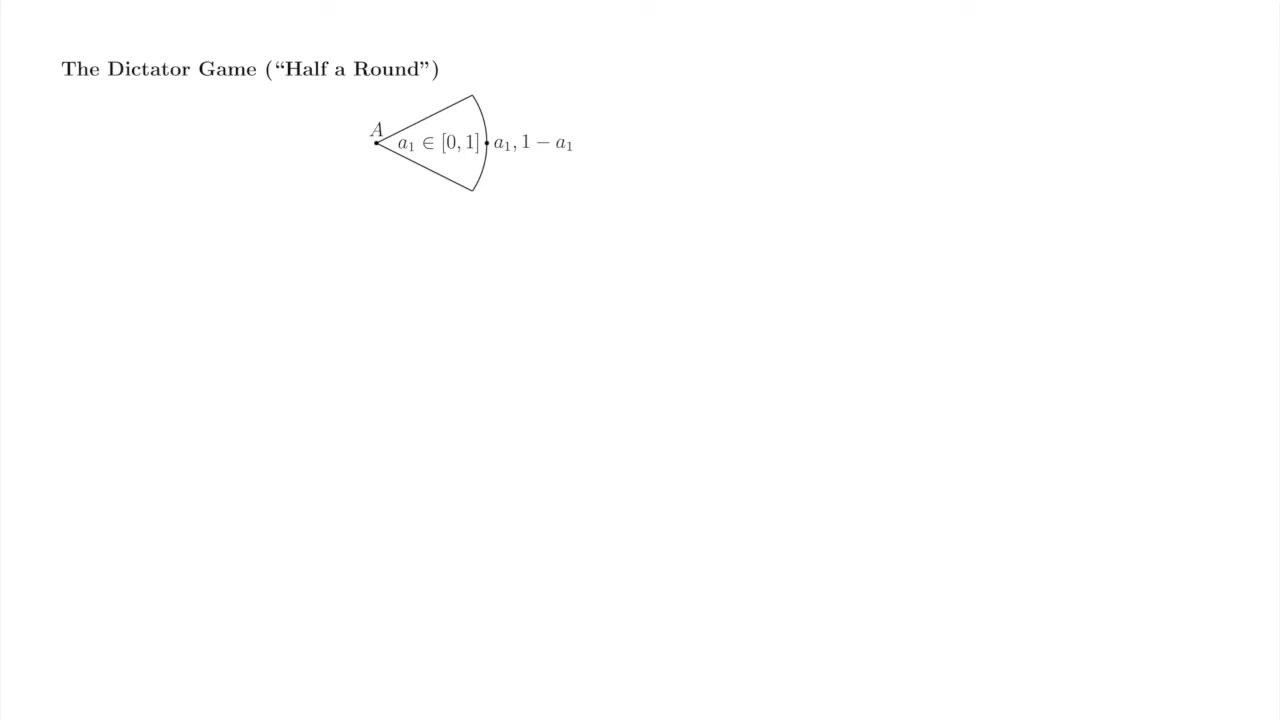 The Dictator Game (“Half a Round”)
A
a₁ ∈ [0, 1]
a₁, 1 − a₁